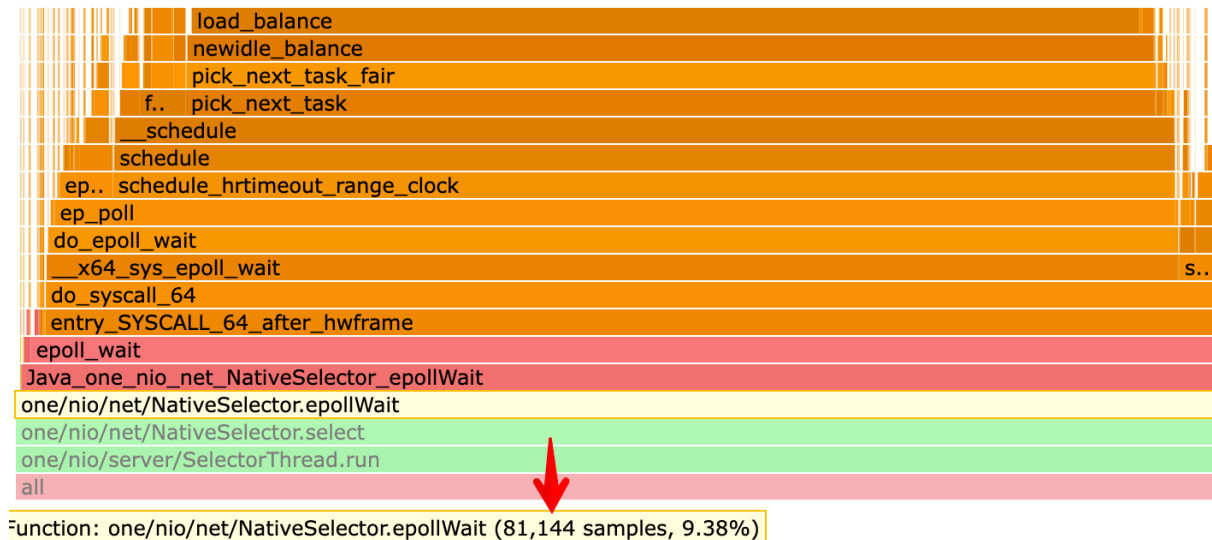 load_balance
newidle_balance
pick_next_task_fair
f.. pick_next_task
__schedule
schedule
ep.. schedule_hrtimeout_range_clock
ep_poll
do_epoll_wait
__x64_sys_epoll_wait s..
do_syscall_64
entry_SYSCALL_64_after_hwframe
epoll_wait
Java_one_nio_net_NativeSelector_epollWait
one/nio/net/NativeSelector.epollWait
one/nio/net/NativeSelector.select
one/nio/server/SelectorThread.run
all
Function: one/nio/net/NativeSelector.epollWait (81,144 samples, 9.38%)